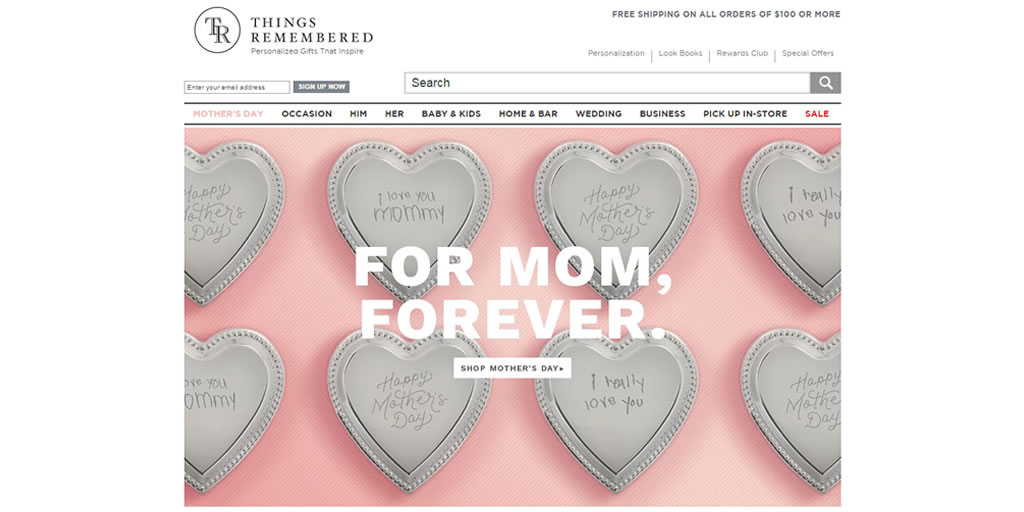 TR
THINGS
REMEMBERED
Personalized Gifts That Inspire
FREE SHIPPING ON ALL ORDERS OF $100 OR MORE
Personalization | Look Books | Rewards Club | Special Offers
Enter your email address SIGN UP NOW
Search
MOTHER'S DAY OCCASION HIM HER BABY & KIDS HOME & BAR WEDDING BUSINESS PICK UP IN-STORE SALE
Happy
Mother's
Day
i love you
mommy
Happy
Mother's
Day
i really
love you
FOR MOM,
FOREVER.
SHOP MOTHER'S DAY▸
ove you
ommy
Happy
Mother's
Day
i really
love you
Happy
Mother's
Day